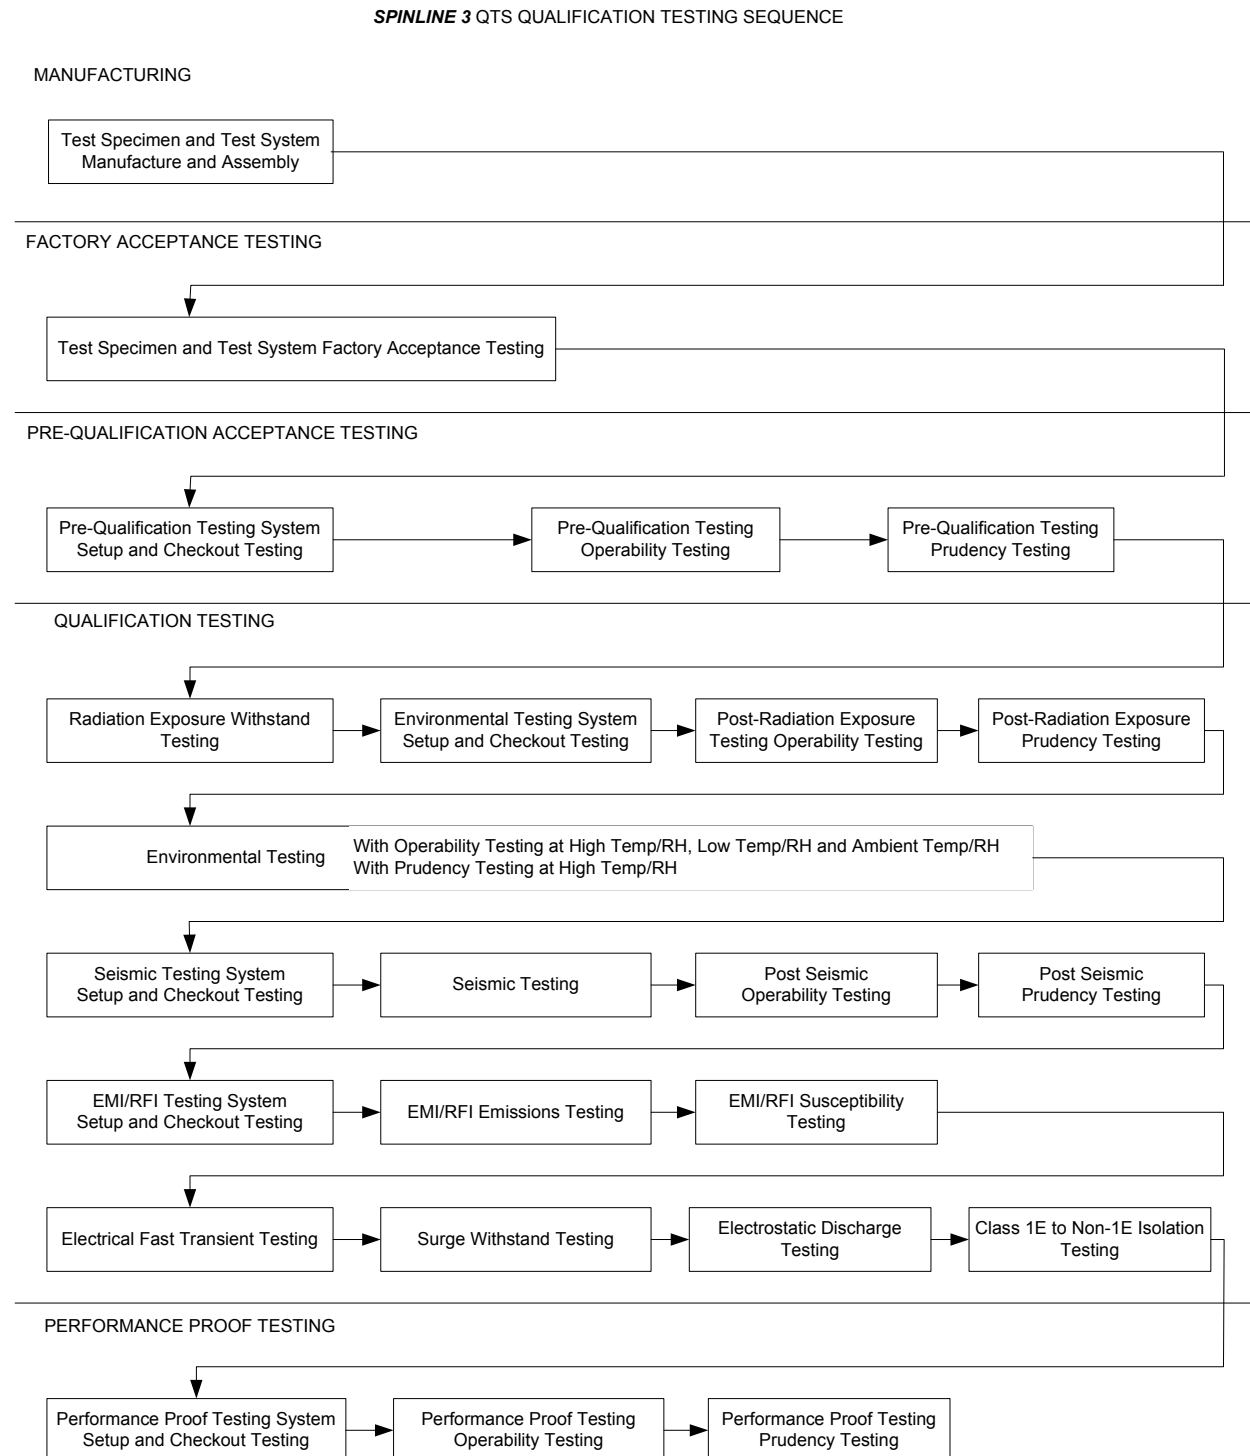 SPINLINE 3 QTS QUALIFICATION TESTING SEQUENCE
MANUFACTURING
Test Specimen and Test System
Manufacture and Assembly
FACTORY ACCEPTANCE TESTING
Test Specimen and Test System Factory Acceptance Testing
PRE-QUALIFICATION ACCEPTANCE TESTING
Pre-Qualification Testing System
Setup and Checkout Testing
Pre-Qualification Testing
Operability Testing
Pre-Qualification Testing
Prudency Testing
QUALIFICATION TESTING
Radiation Exposure Withstand
Testing
Environmental Testing System
Setup and Checkout Testing
Post-Radiation Exposure
Testing Operability Testing
Post-Radiation Exposure
Prudency Testing
Environmental Testing
With Operability Testing at High Temp/RH, Low Temp/RH and Ambient Temp/RH
With Prudency Testing at High Temp/RH
Seismic Testing System
Setup and Checkout Testing
Seismic Testing
Post Seismic
Operability Testing
Post Seismic
Prudency Testing
EMI/RFI Testing System
Setup and Checkout Testing
EMI/RFI Emissions Testing
EMI/RFI Susceptibility
Testing
Electrical Fast Transient Testing
Surge Withstand Testing
Electrostatic Discharge
Testing
Class 1E to Non-1E Isolation
Testing
PERFORMANCE PROOF TESTING
Performance Proof Testing System
Setup and Checkout Testing
Performance Proof Testing
Operability Testing
Performance Proof Testing
Prudency Testing